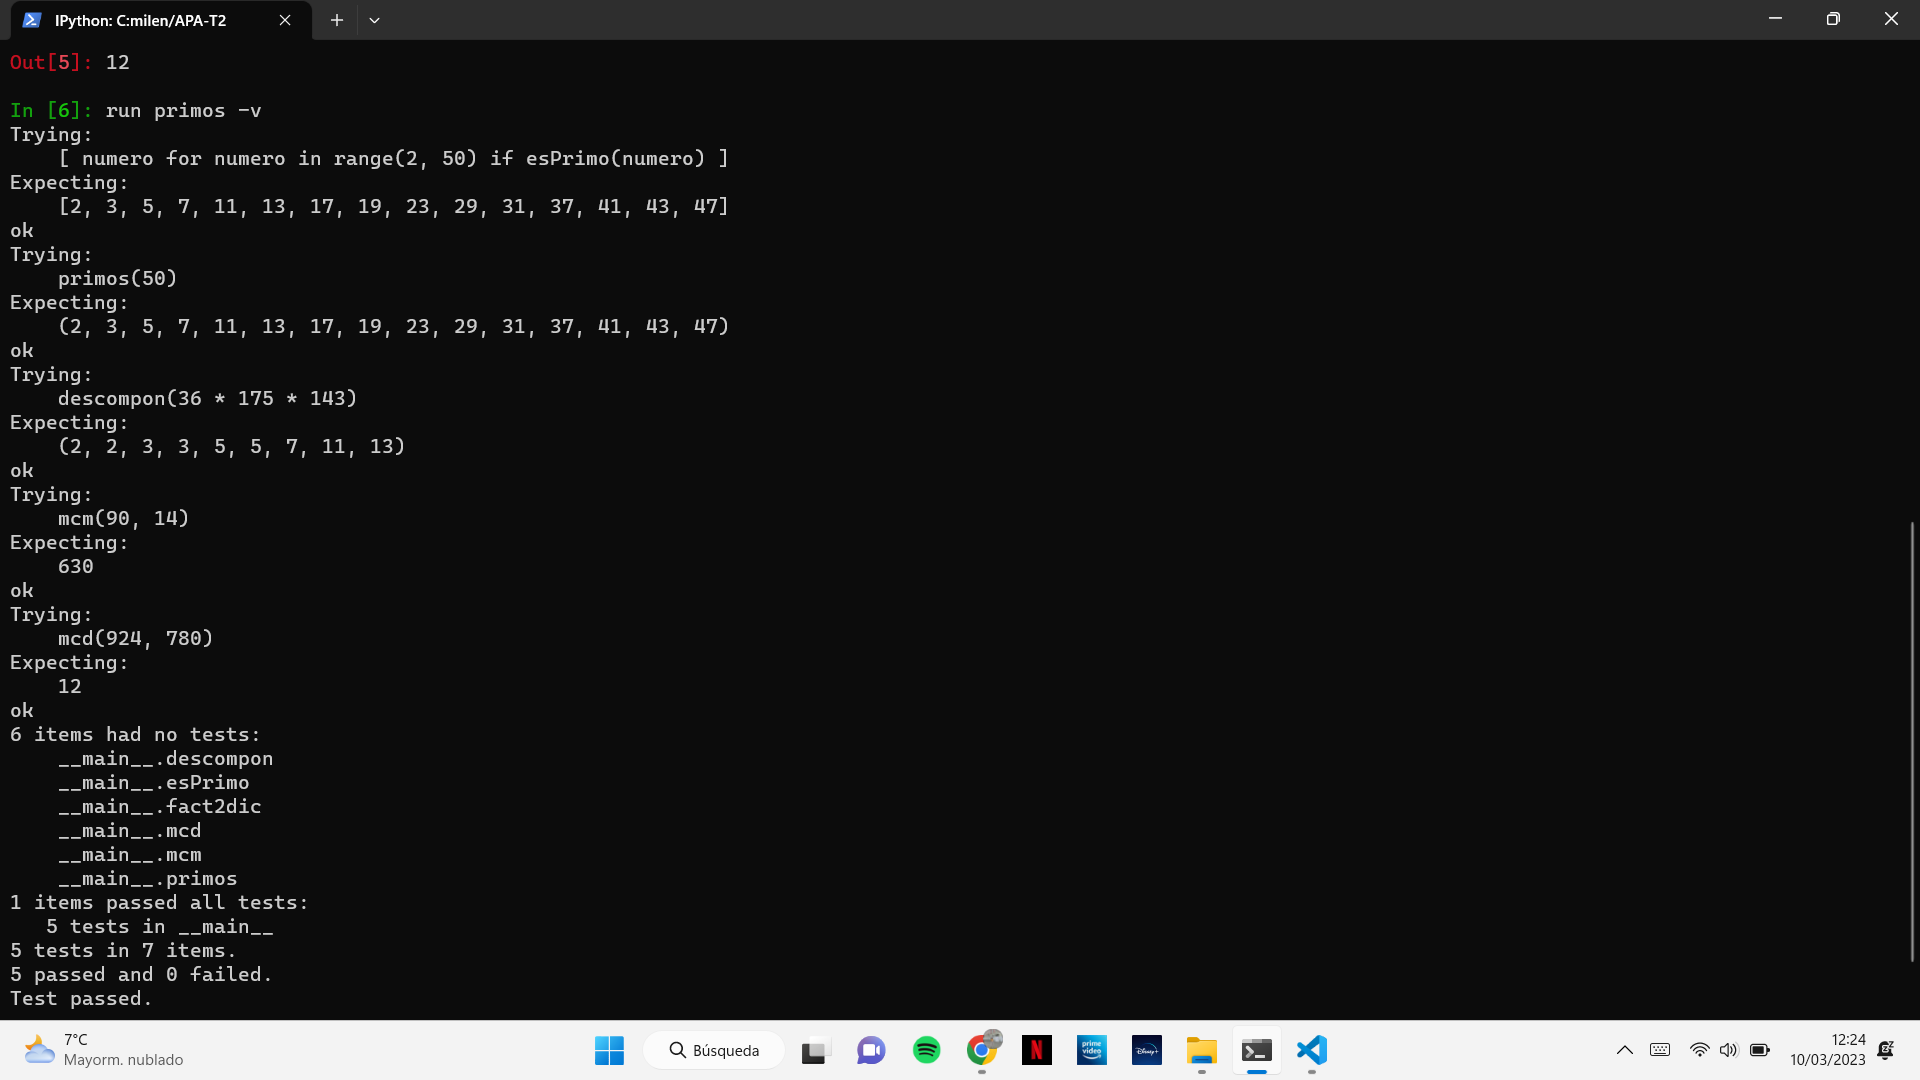 IPython: C:milen/APA-T2
Out[5]: 12
In [6]: run primos -v
Trying:
    [ numero for numero in range(2, 50) if esPrimo(numero) ]
Expecting:
    [2, 3, 5, 7, 11, 13, 17, 19, 23, 29, 31, 37, 41, 43, 47]
ok
Trying:
    primos(50)
Expecting:
    (2, 3, 5, 7, 11, 13, 17, 19, 23, 29, 31, 37, 41, 43, 47)
ok
Trying:
    descompon(36 * 175 * 143)
Expecting:
    (2, 2, 3, 3, 5, 5, 7, 11, 13)
ok
Trying:
    mcm(90, 14)
Expecting:
    630
ok
Trying:
    mcd(924, 780)
Expecting:
    12
ok
6 items had no tests:
    __main__.descompon
    __main__.esPrimo
    __main__.fact2dic
    __main__.mcd
    __main__.mcm
    __main__.primos
1 items passed all tests:
   5 tests in __main__
5 tests in 7 items.
5 passed and 0 failed.
Test passed.
7°C
Mayorm. nublado
Búsqueda
N
prime video
Disney+
12:24
10/03/2023